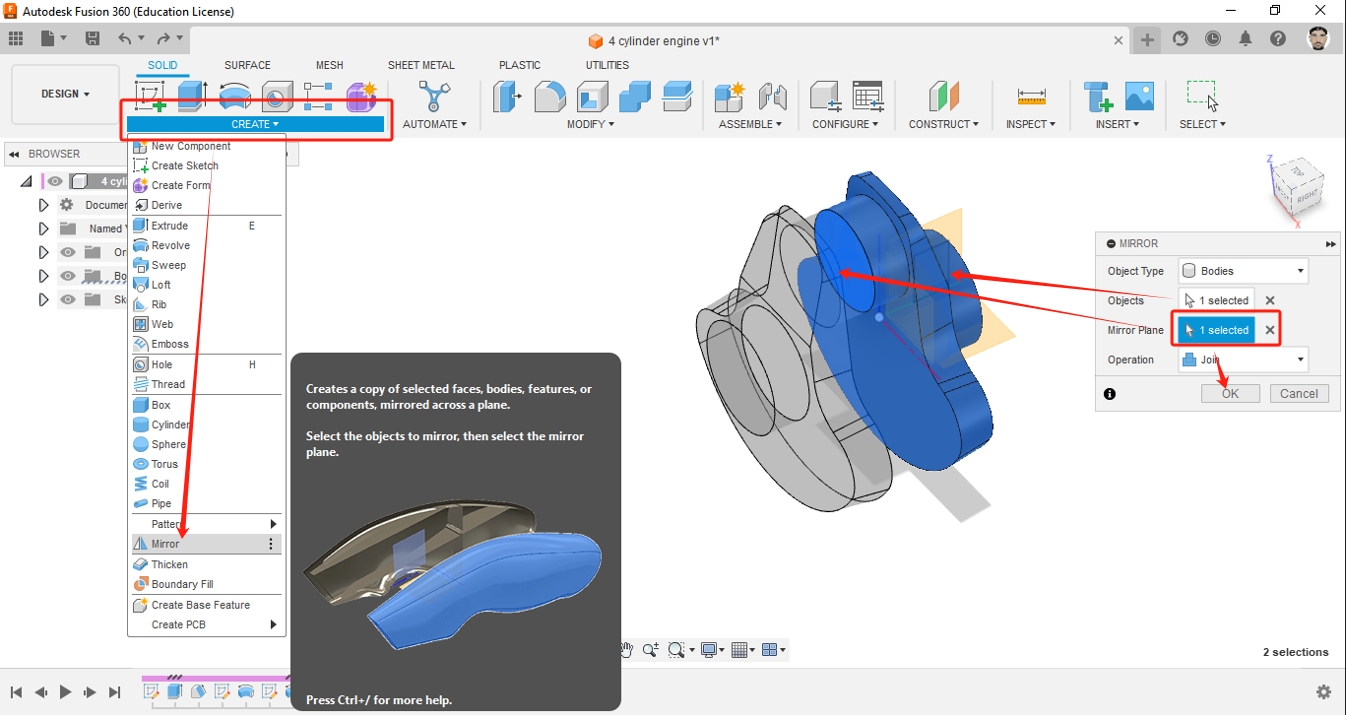 Autodesk Fusion 360 (Education License)
4 cylinder engine v1*
SOLID
SURFACE
MESH
SHEET METAL
PLASTIC
UTILITIES
DESIGN
CREATE
AUTOMATE
MODIFY
ASSEMBLE
CONFIGURE
CONSTRUCT
INSPECT
INSERT
SELECT
BROWSER
4 cyli
Docume
Named
Or
Bo
Ske
New Component
Create Sketch
Create Form
Derive
Extrude E
Revolve
Sweep
Loft
Rib
Web
Emboss
Hole H
Thread
Box
Cylinder
Sphere
Torus
Coil
Pipe
Pattern
Mirror
Thicken
Boundary Fill
Create Base Feature
Create PCB
Creates a copy of selected faces, bodies, features, or
components, mirrored across a plane.
Select the objects to mirror, then select the mirror
plane.
Press Ctrl+/ for more help.
Z
TOP
RIGHT
X
MIRROR
Object Type Bodies
Objects 1 selected
Mirror Plane 1 selected
Operation Join
OK Cancel
2 selections